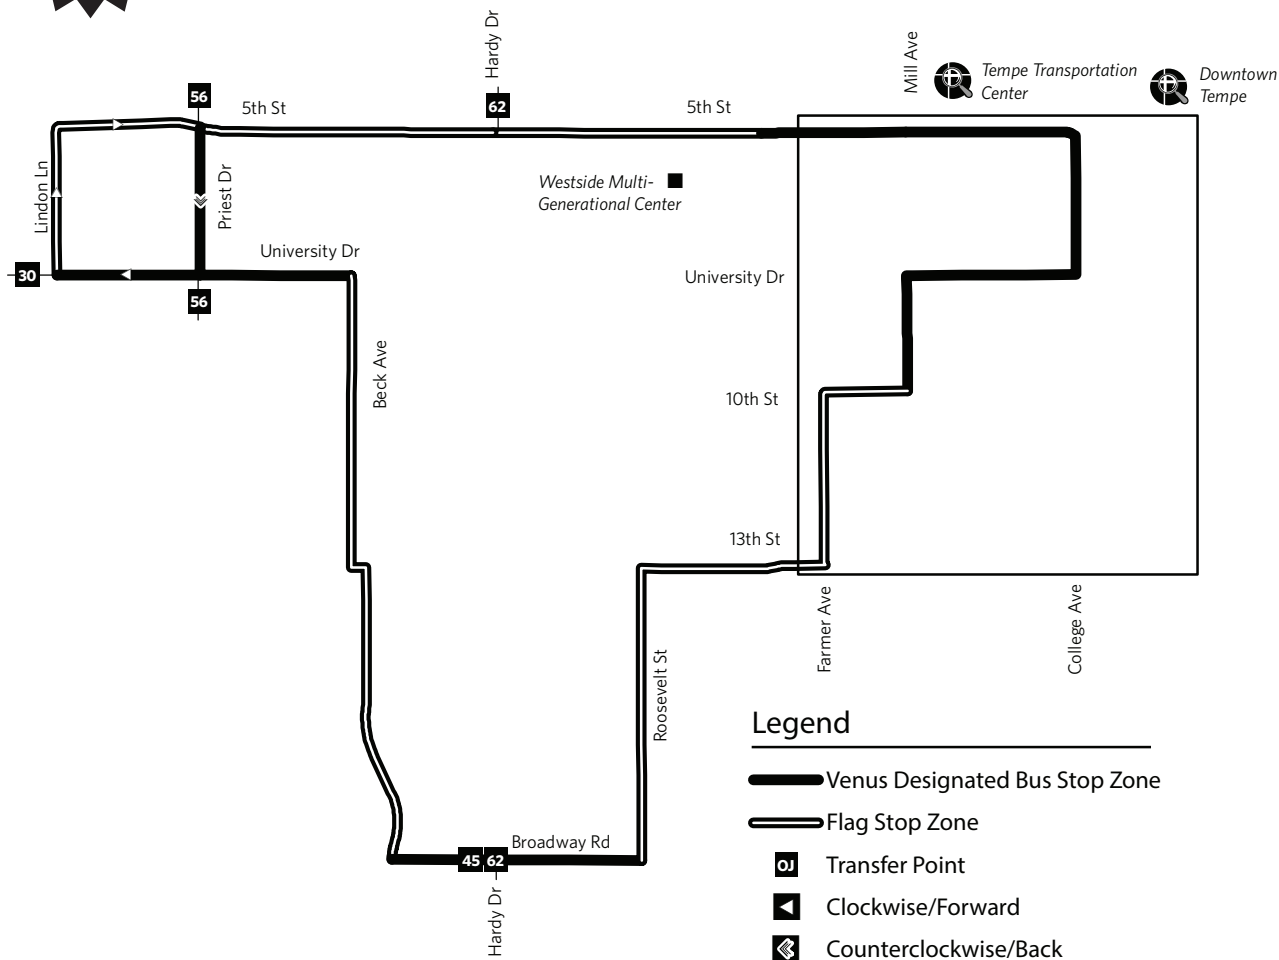 Hardy Dr
Mill Ave
Tempe Transportation
Center
Downtown
Tempe
56
5th St
62
5th St
Lindon Ln
Priest Dr
Westside Multi-
Generational Center
University Dr
30
56
University Dr
Beck Ave
10th St
13th St
Farmer Ave
College Ave
Roosevelt St
Broadway Rd
45
62
Hardy Dr
Legend
Venus Designated Bus Stop Zone
Flag Stop Zone
OJ Transfer Point
Clockwise/Forward
Counterclockwise/Back